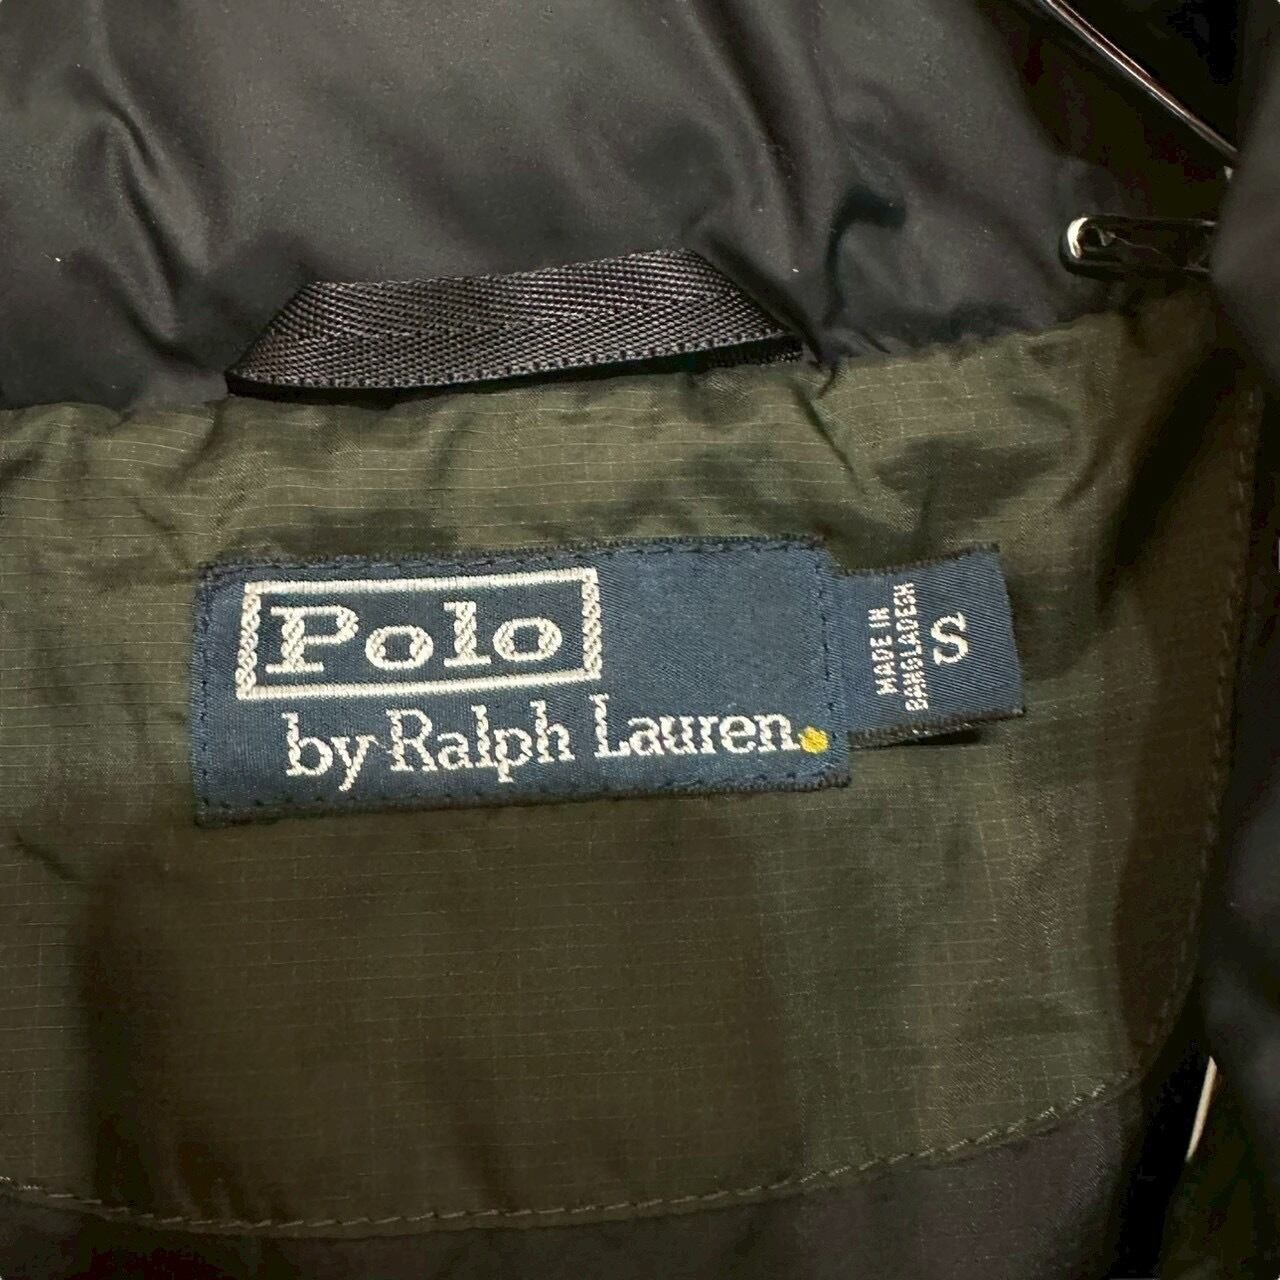 Polo
by Ralph Lauren.
MADE IN
BANGLADESH
S